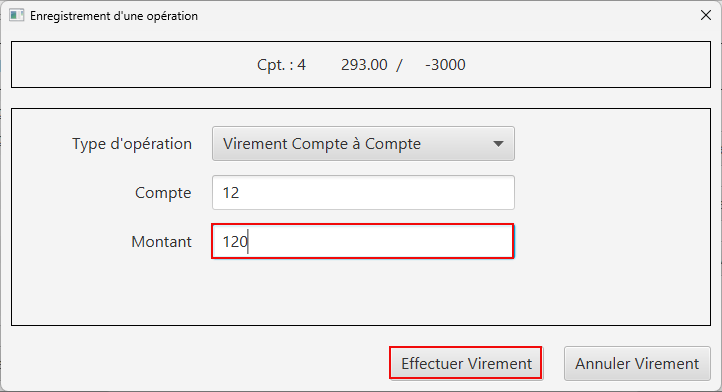 Enregistrement d'une opération
Cpt. : 4 293.00 / -3000
Type d'opération Virement Compte à Compte
Compte 12
Montant 120
Effectuer Virement Annuler Virement